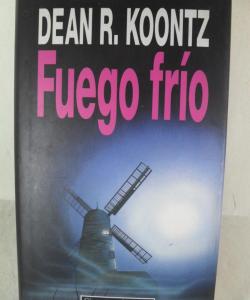 DEAN R. KOONTZ
Fuego frío